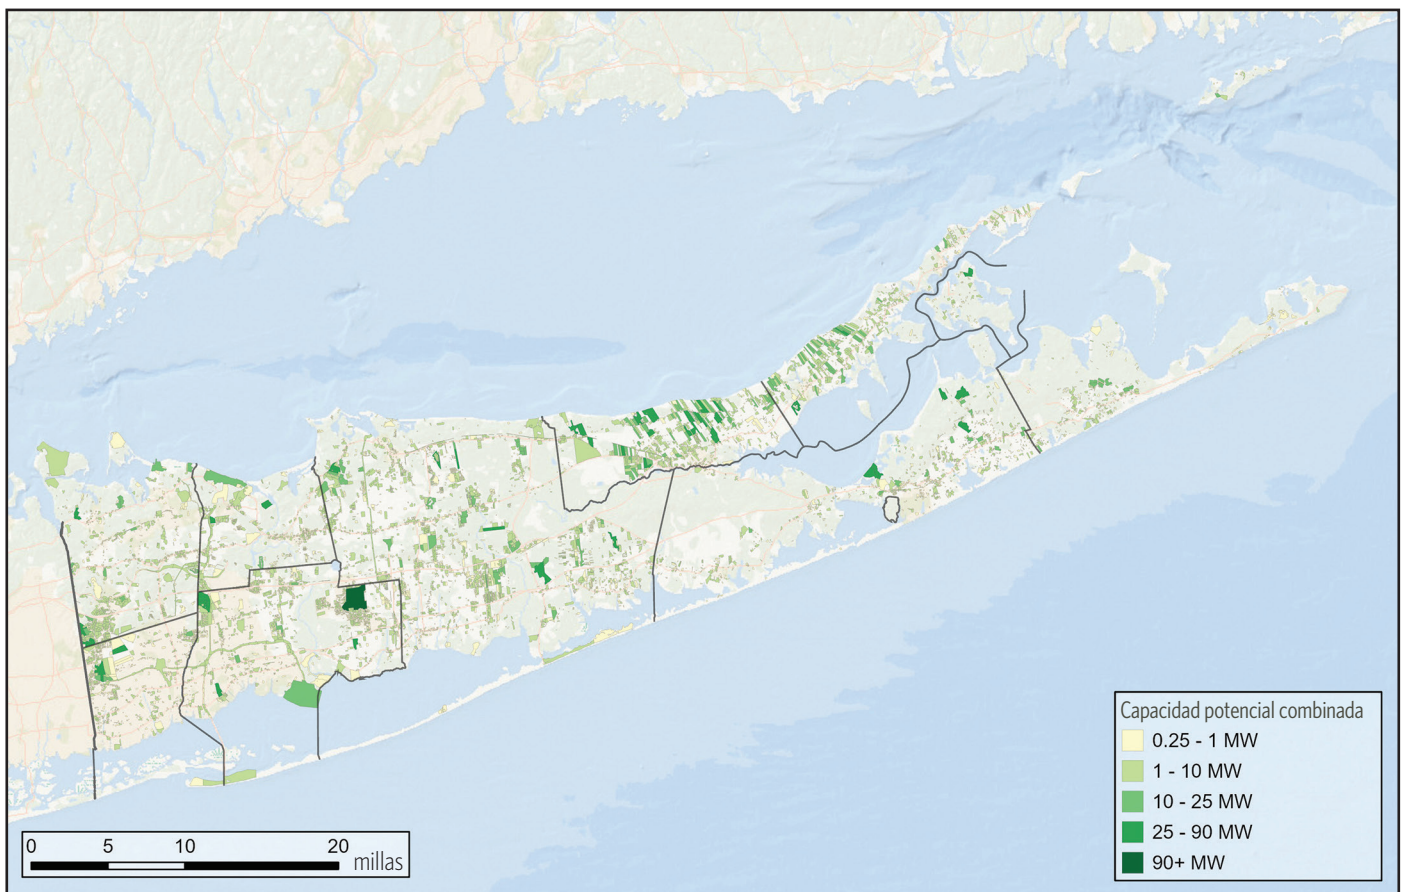 Capacidad potencial combinada
0.25 - 1 MW
1 - 10 MW
10 - 25 MW
25 - 90 MW
90+ MW
0 5 10 20
millas